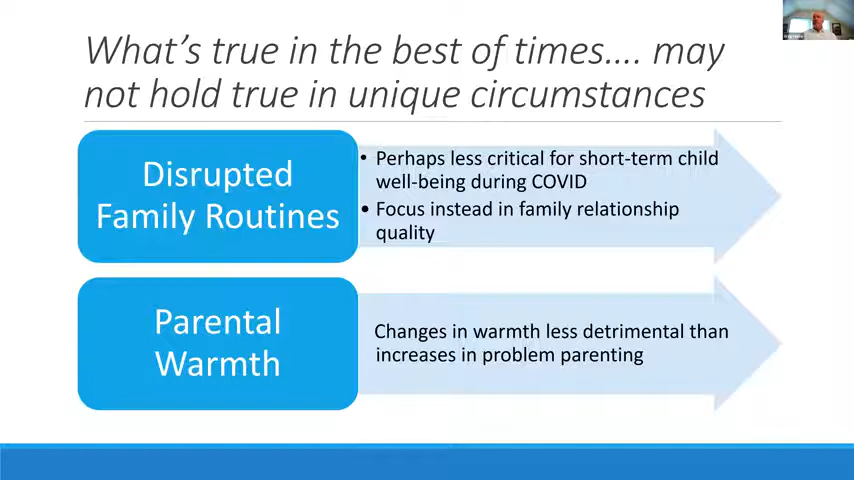 What's true in the best of times.... may
not hold true in unique circumstances
Disrupted
Family Routines
• Perhaps less critical for short-term child
well-being during COVID
• Focus instead in family relationship
quality
Parental
Warmth
Changes in warmth less detrimental than
increases in problem parenting